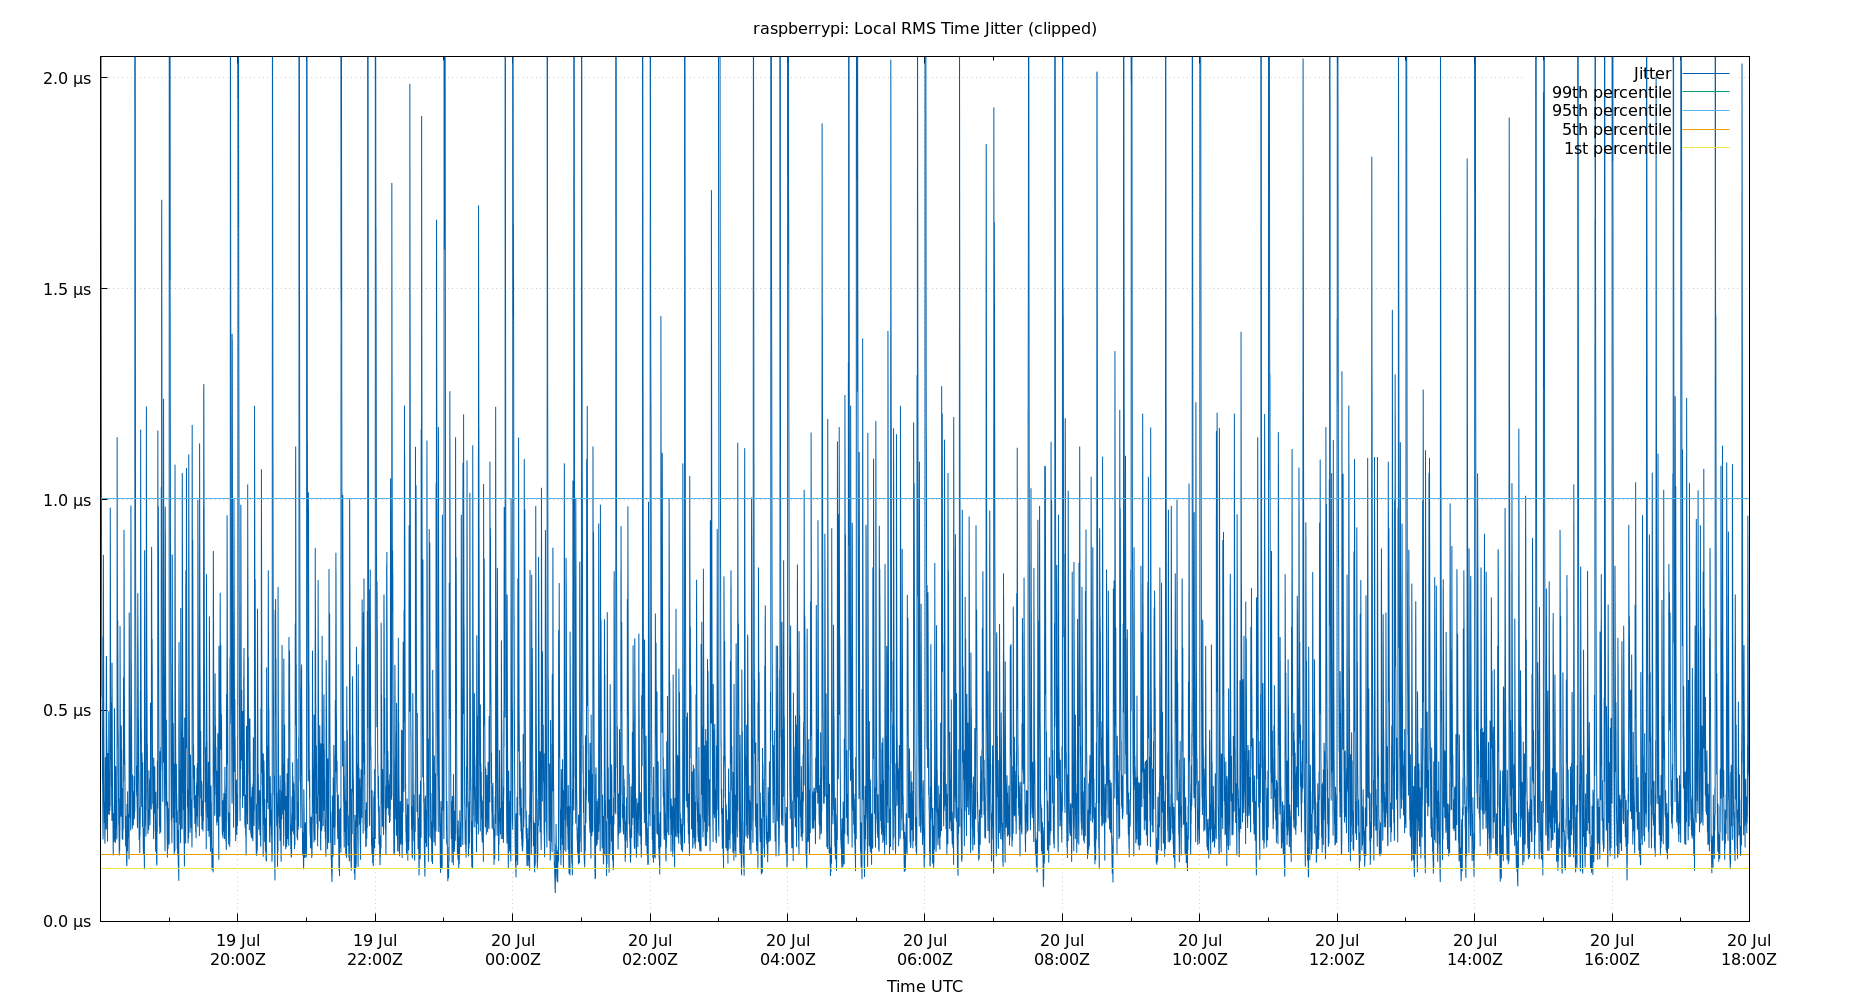 raspberrypi: Local RMS Time Jitter (clipped)
2.0 µs
1.5 µs
1.0 µs
0.5 µs
0.0 µs
Jitter
99th percentile
95th percentile
5th percentile
1st percentile
19 Jul 19 Jul 20 Jul 20 Jul 20 Jul 20 Jul 20 Jul 20 Jul 20 Jul 20 Jul 20 Jul 20 Jul
20:00Z 22:00Z 00:00Z 02:00Z 04:00Z 06:00Z 08:00Z 10:00Z 12:00Z 14:00Z 16:00Z 18:00Z
Time UTC